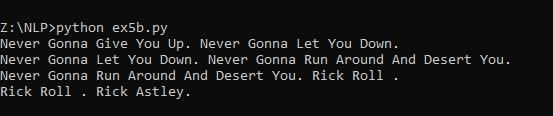 Z:\NLP>python ex5b.py
Never Gonna Give You Up. Never Gonna Let You Down.
Never Gonna Let You Down. Never Gonna Run Around And Desert You.
Never Gonna Run Around And Desert You. Rick Roll .
Rick Roll . Rick Astley.